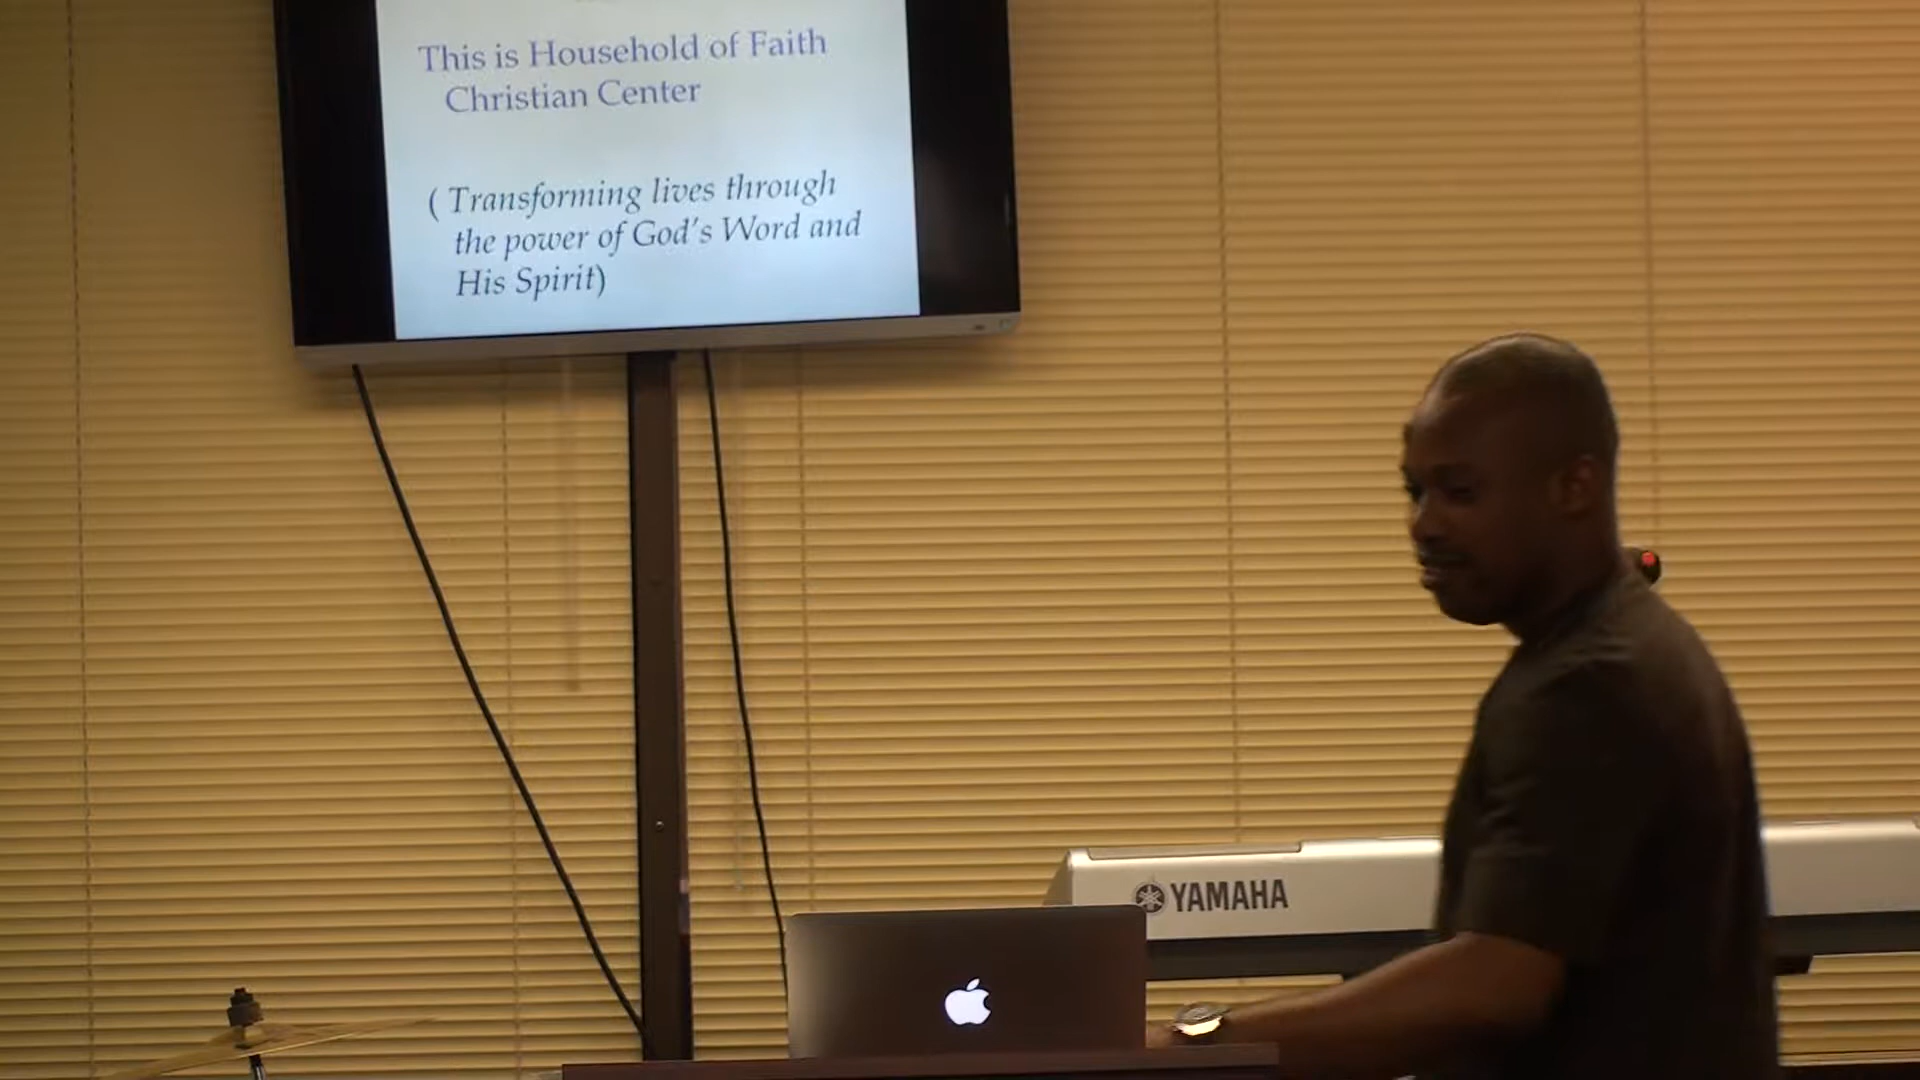 This is Household of Faith
Christian Center
( Transforming lives through
the power of God's Word and
His Spirit)
YAMAHA